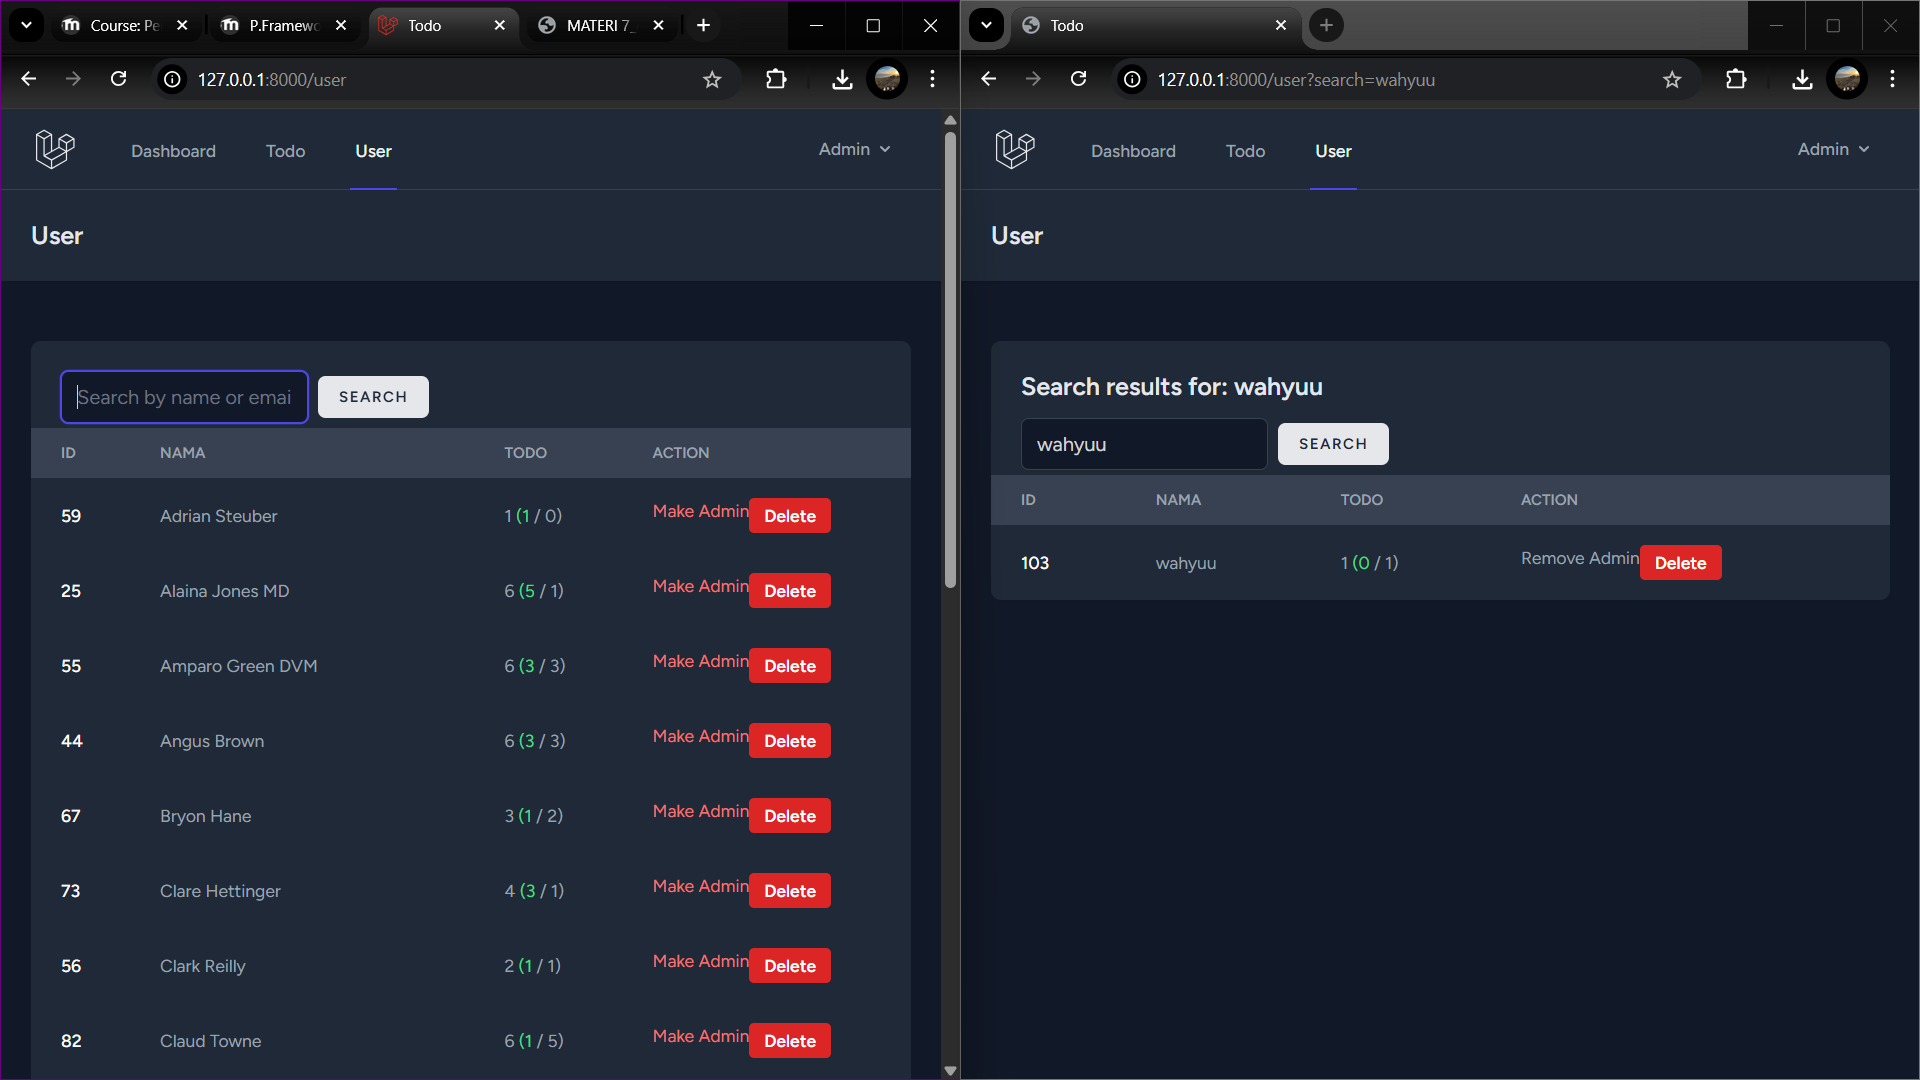 Course: Pe
P.Framewo
Todo
MATERI 7_
127.0.0.1:8000/user
Dashboard
Todo
User
Admin
User
Search by name or emai
SEARCH
ID NAMA TODO ACTION
59 Adrian Steuber 1 (1 / 0) Make Admin Delete
25 Alaina Jones MD 6 (5 / 1) Make Admin Delete
55 Amparo Green DVM 6 (3 / 3) Make Admin Delete
44 Angus Brown 6 (3 / 3) Make Admin Delete
67 Bryon Hane 3 (1 / 2) Make Admin Delete
73 Clare Hettinger 4 (3 / 1) Make Admin Delete
56 Clark Reilly 2 (1 / 1) Make Admin Delete
82 Claud Towne 6 (1 / 5) Make Admin Delete
Todo
127.0.0.1:8000/user?search=wahyuu
Dashboard
Todo
User
Admin
User
Search results for: wahyuu
wahyuu
SEARCH
ID NAMA TODO ACTION
103 wahyuu 1 (0 / 1) Remove Admin Delete